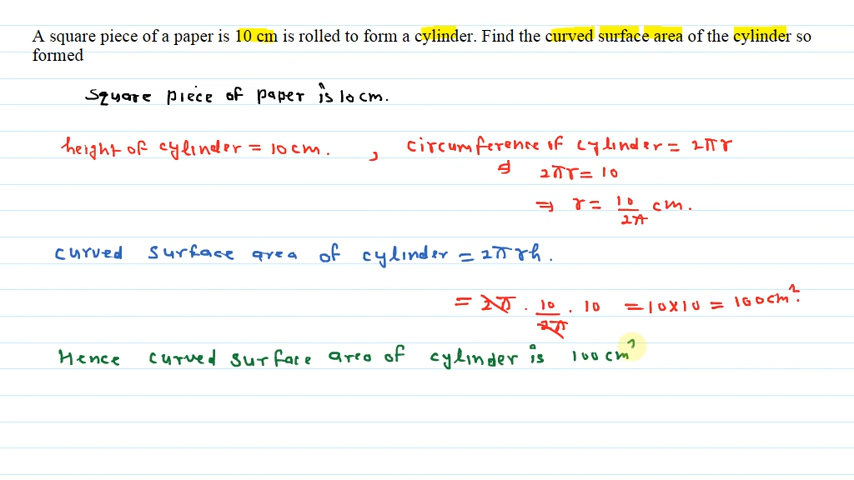 A square piece of a paper is 10 cm is rolled to form a cylinder. Find the curved surface area of the cylinder so
formed
Square piece of paper is 10 cm.
height of cylinder = 10 cm. , circumference of cylinder = 2πr
⇒ 2πr = 10
⇒ r = 10/2π cm.
curved surface area of cylinder = 2πrh.
= 2π · 10/2π · 10 = 10×10 = 100 cm².
Hence curved surface area of cylinder is 100 cm²